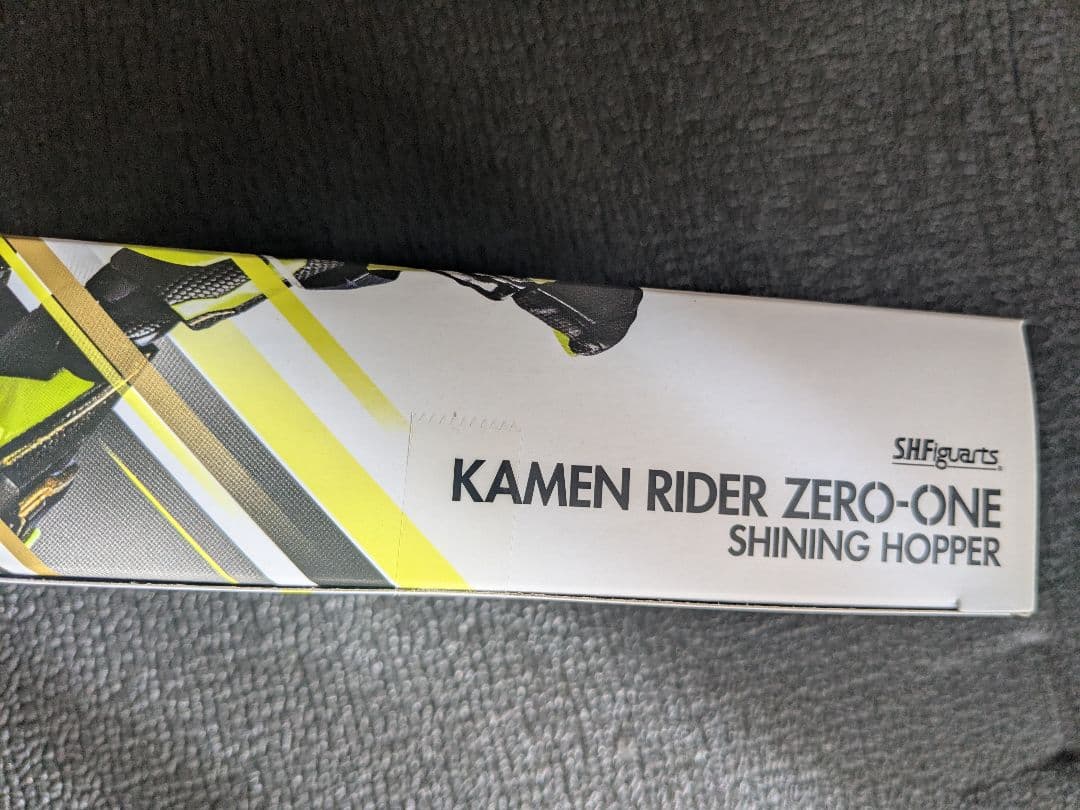 S.H.Figuarts
KAMEN RIDER ZERO-ONE
SHINING HOPPER